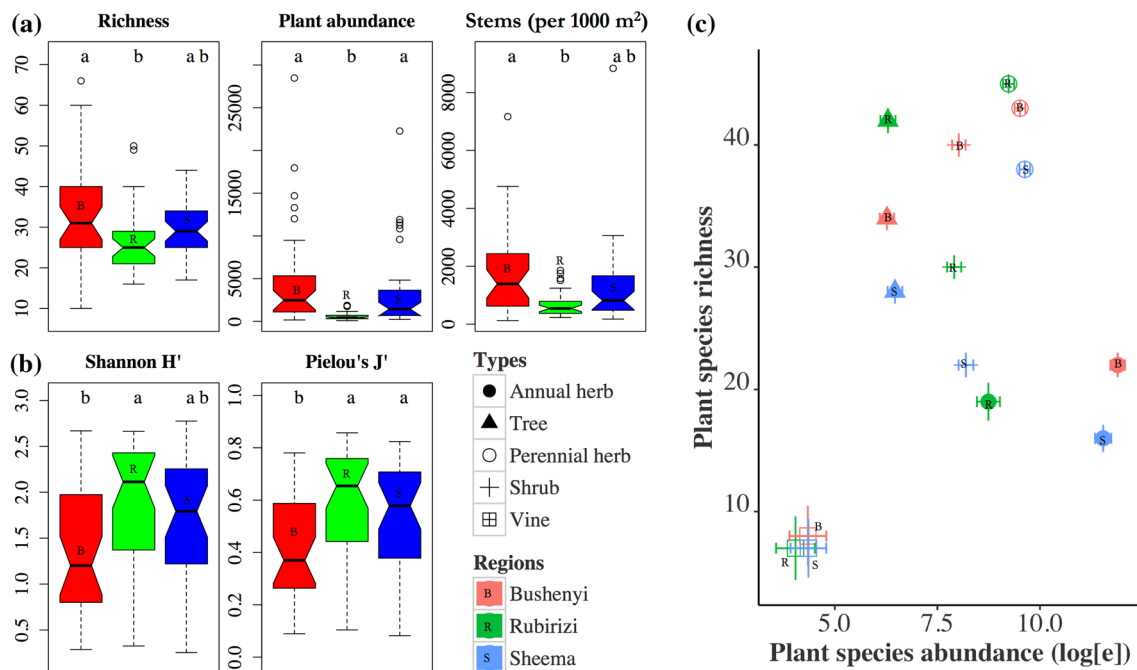 (a)
Richness
a b a b
70
60
50
40
30
20
10
B
R
S
Plant abundance
a b a
25000
15000
5000
0
B
R
S
Stems (per 1000 m²)
a b a b
8000
6000
4000
2000
0
B
R
S
(b)
Shannon H'
b a a b
3.0
2.5
2.0
1.5
1.0
0.5
B
R
S
Pielou's J'
b a a
1.0
0.8
0.6
0.4
0.2
0.0
B
R
S
Types
Annual herb
Tree
Perennial herb
Shrub
Vine
Regions
B Bushenyi
R Rubirizi
S Sheema
(c)
Plant species richness
40
30
20
10
R
B
R
B
S
B
R
S
S
B
R
S
B
R
S
5.0 7.5 10.0
Plant species abundance (log[e])